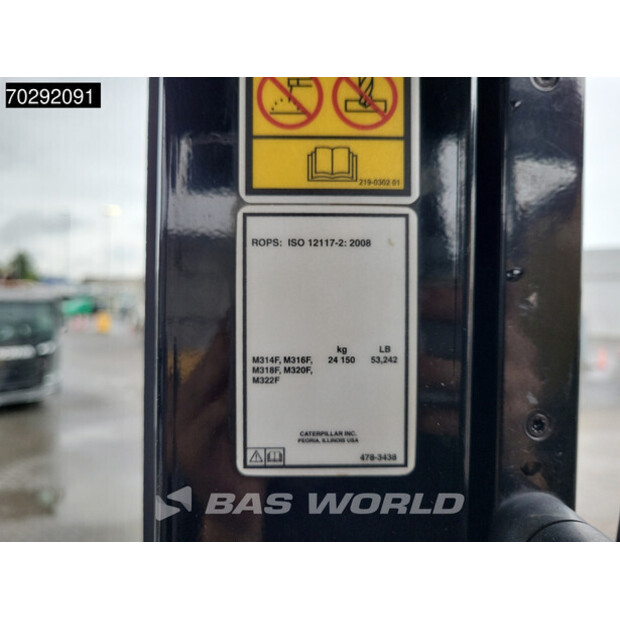 70292091
219-0302 01
ROPS: ISO 12117-2: 2008
kg LB
M314F, M316F, 24 150 53,242
M318F, M320F,
M322F
CATERPILLAR INC.
PEORIA, ILLINOIS USA
478-3438
BAS WORLD